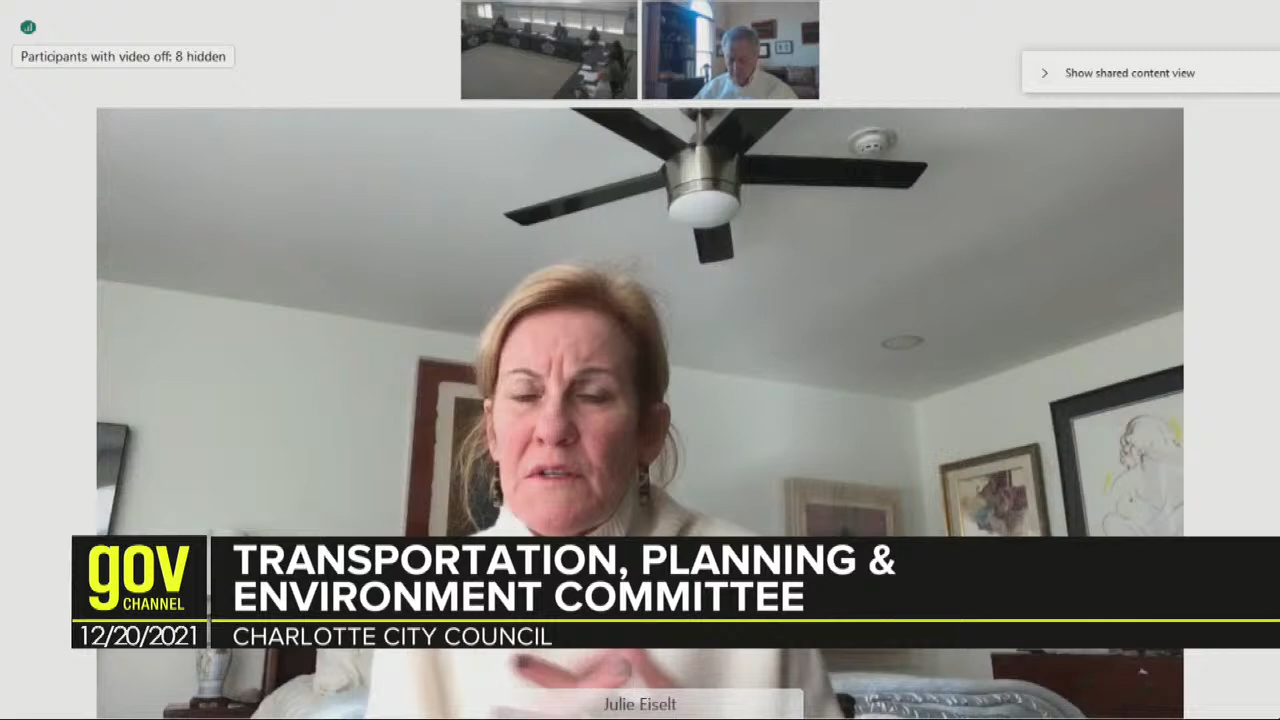 Participants with video off: 8 hidden
Show shared content view
gov
CHANNEL
TRANSPORTATION, PLANNING &
ENVIRONMENT COMMITTEE
12/20/2021
CHARLOTTE CITY COUNCIL
Julie Eiselt